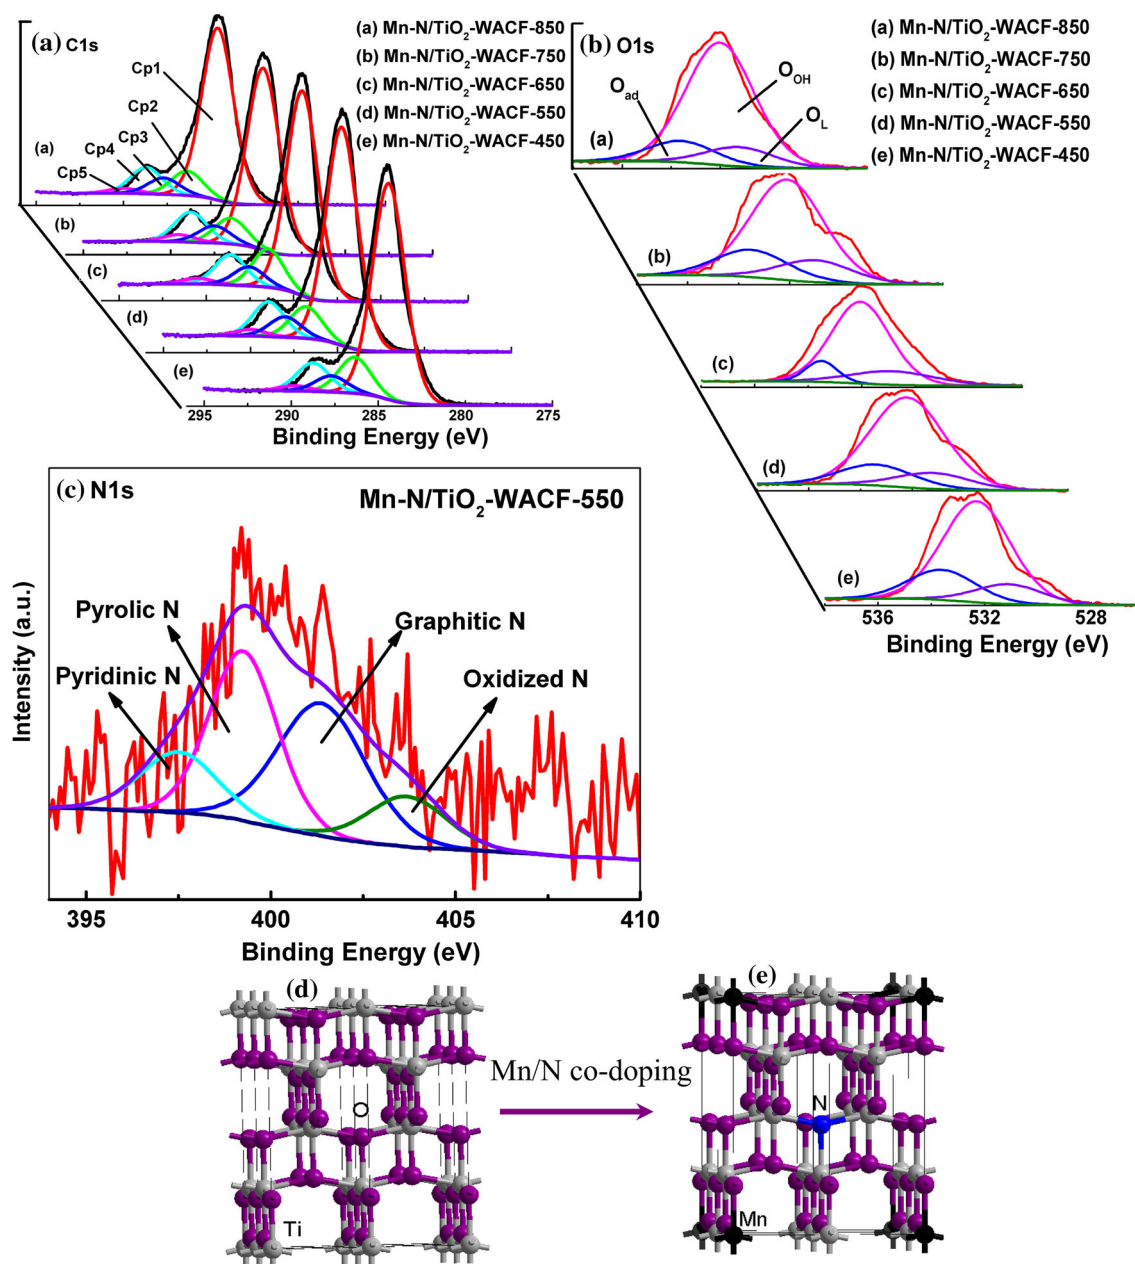 (a) C1s
(a) Mn-N/TiO2-WACF-850
(b) Mn-N/TiO2-WACF-750
(c) Mn-N/TiO2-WACF-650
(d) Mn-N/TiO2-WACF-550
(e) Mn-N/TiO2-WACF-450
Cp1
Cp2
Cp3
Cp4
Cp5
(a)
(b)
(c)
(d)
(e)
295 290 285 280 275
Binding Energy (eV)
(b) O1s
(a) Mn-N/TiO2-WACF-850
(b) Mn-N/TiO2-WACF-750
(c) Mn-N/TiO2-WACF-650
(d) Mn-N/TiO2-WACF-550
(e) Mn-N/TiO2-WACF-450
Oad
OOH
OL
(a)
(b)
(c)
(d)
(e)
536 532 528
Binding Energy (eV)
(c) N1s
Mn-N/TiO2-WACF-550
Intensity (a.u.)
Pyrolic N
Graphitic N
Pyridinic N
Oxidized N
395 400 405 410
Binding Energy (eV)
(d)
O
Ti
Mn/N co-doping
(e)
N
Mn